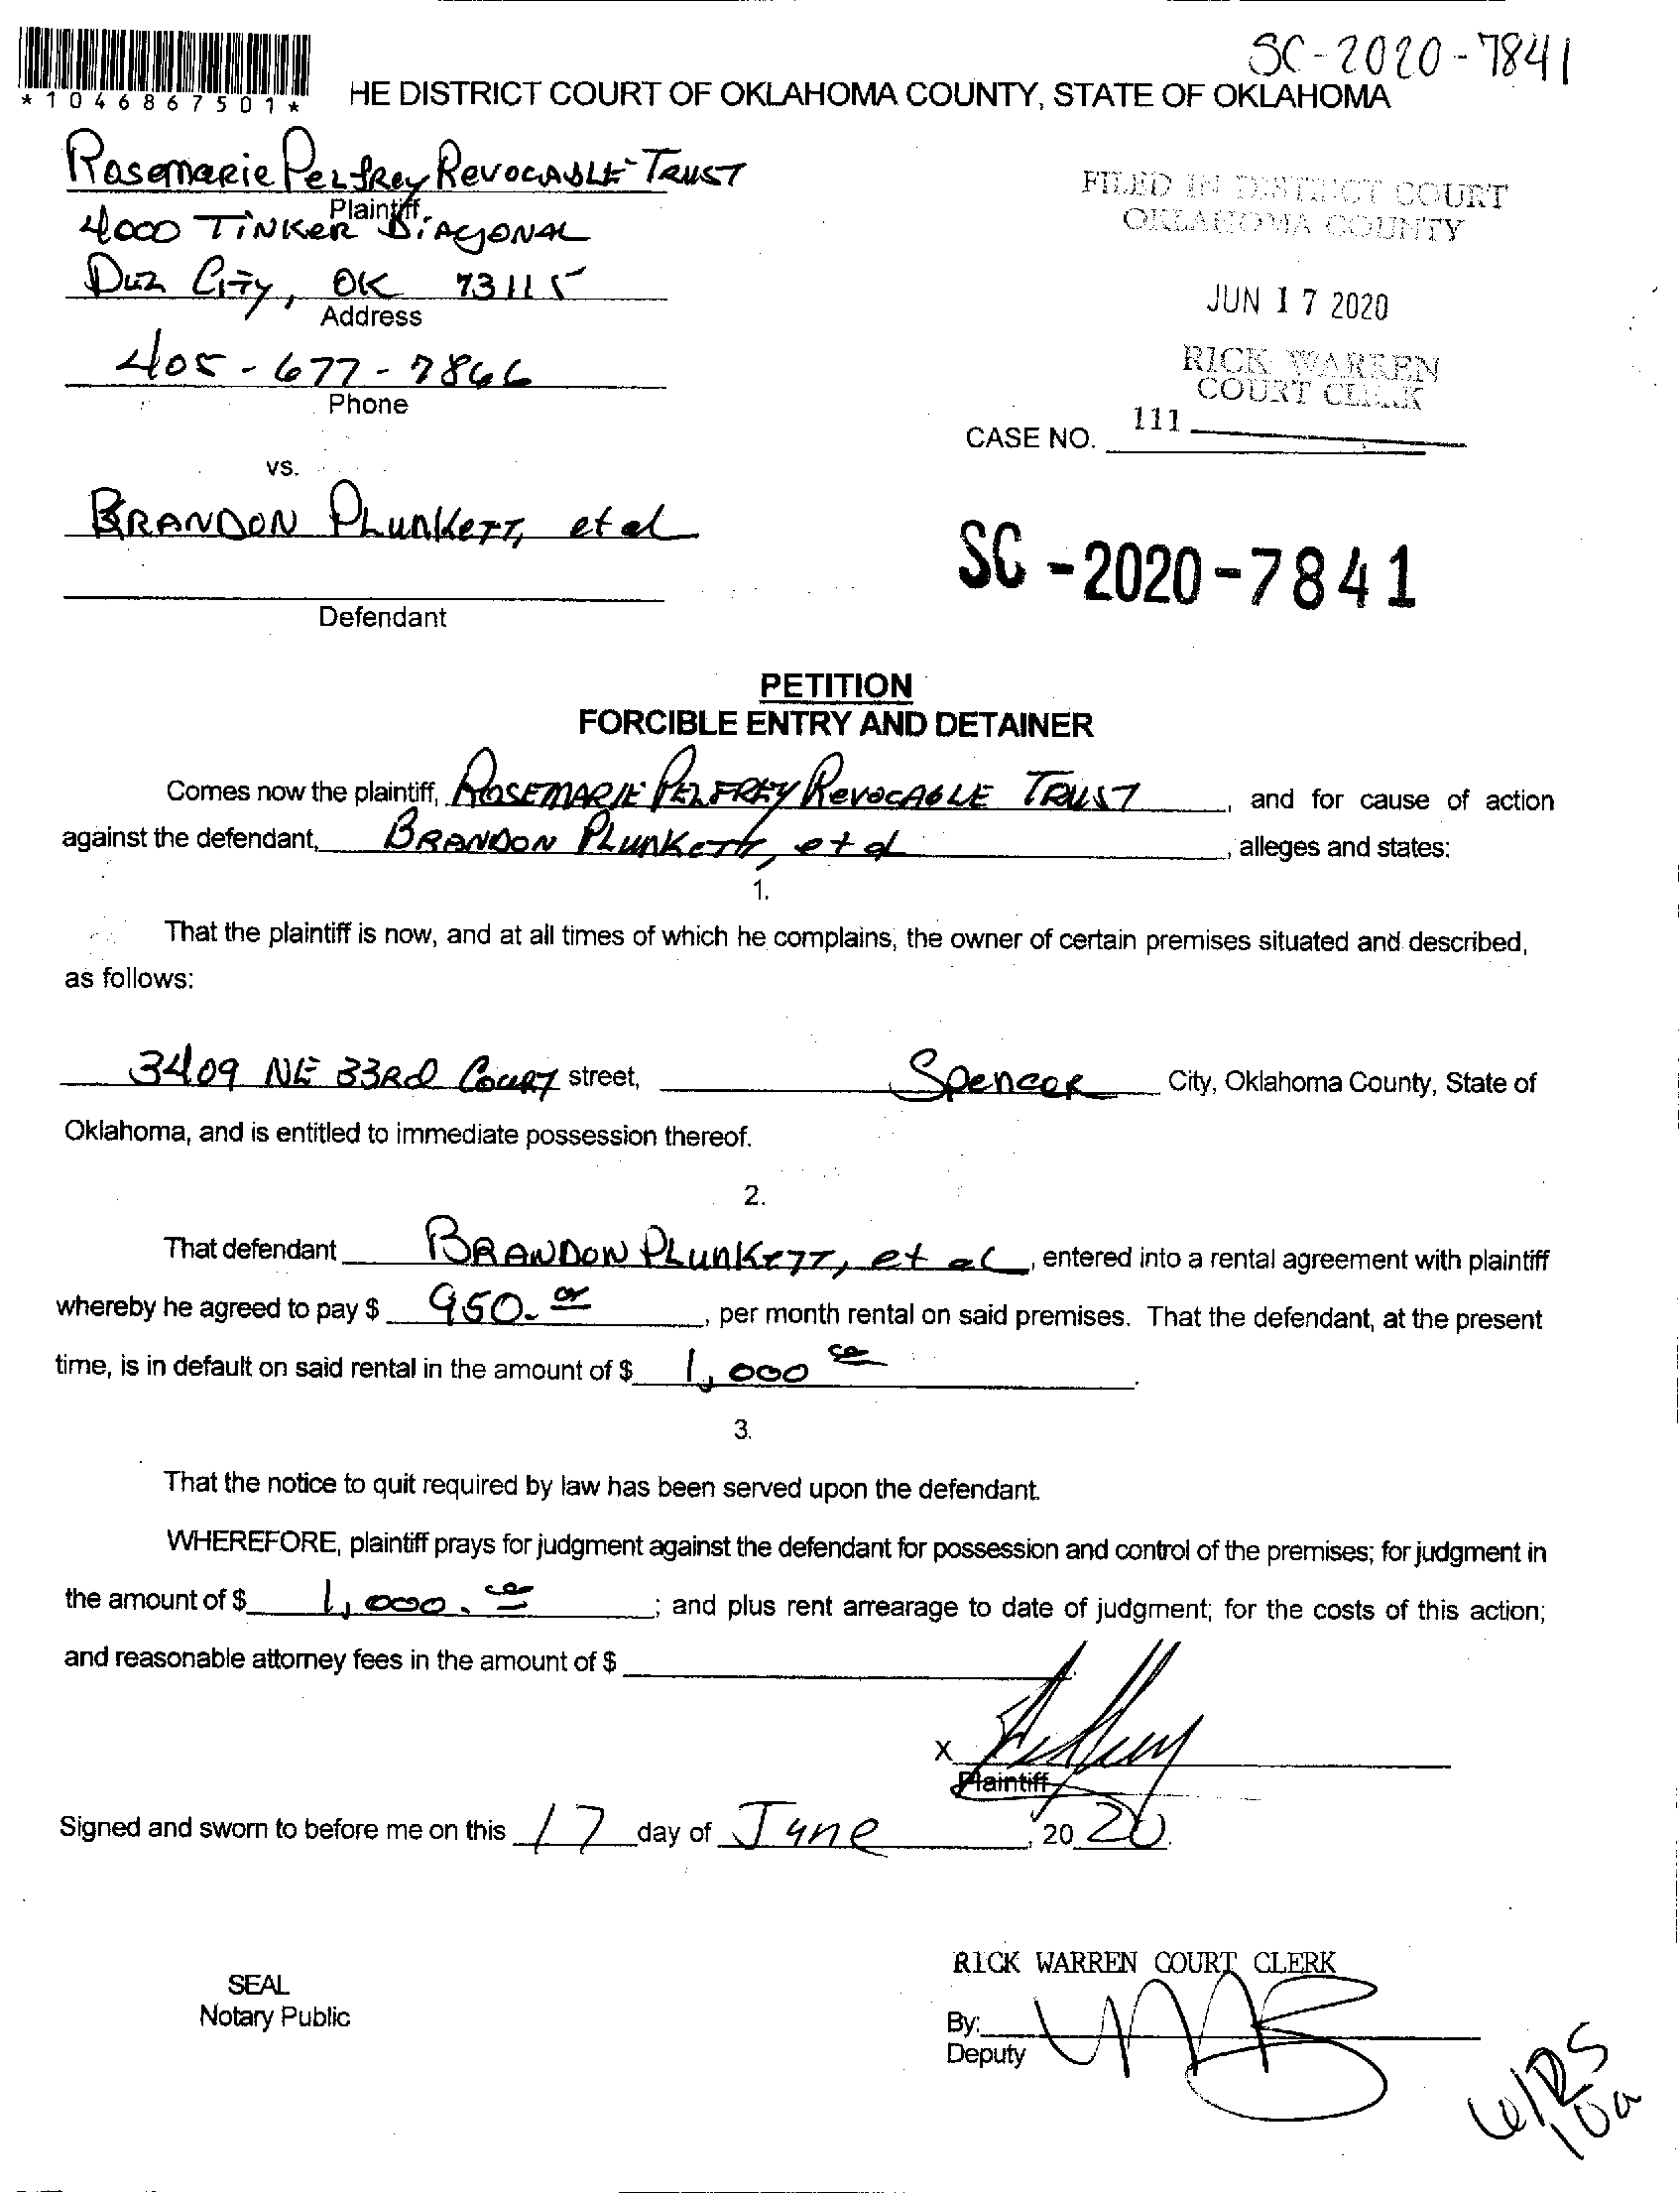 SC-2020-7841
*1046867501*
HE DISTRICT COURT OF OKLAHOMA COUNTY, STATE OF OKLAHOMA
Rosemarie Pelfrey Revocable Trust
Plaintiff
4000 Tinker Diagonal
City, OK 73115
Address
405-677-7866
Phone
FILED IN DISTRICT COURT
OKLAHOMA COUNTY
JUN 17 2020
RICK WARREN
COURT CLERK
111
CASE NO.
vs.
Brandon Plunkett, et al
Defendant
SC-2020-7841
PETITION
FORCIBLE ENTRY AND DETAINER
Comes now the plaintiff, Rosemarie Pelfrey Revocable Trust, and for cause of action
against the defendant, Brandon Plunkett, et al, alleges and states:
1.
That the plaintiff is now, and at all times of which he complains, the owner of certain premises situated and described,
as follows:
3409 NE 33rd Court street, Spencer City, Oklahoma County, State of
Oklahoma, and is entitled to immediate possession thereof.
2.
That defendant Brandon Plunkett, et al, entered into a rental agreement with plaintiff
whereby he agreed to pay $ 950.00, per month rental on said premises. That the defendant, at the present
time, is in default on said rental in the amount of $ 1,000 00.
3.
That the notice to quit required by law has been served upon the defendant.
WHEREFORE, plaintiff prays for judgment against the defendant for possession and control of the premises; for judgment in
the amount of $ 1,000.00; and plus rent arrearage to date of judgment; for the costs of this action;
and reasonable attorney fees in the amount of $
X
Plaintiff
Signed and sworn to before me on this 17 day of June, 2020.
SEAL
Notary Public
RICK WARREN COURT CLERK
By:
Deputy